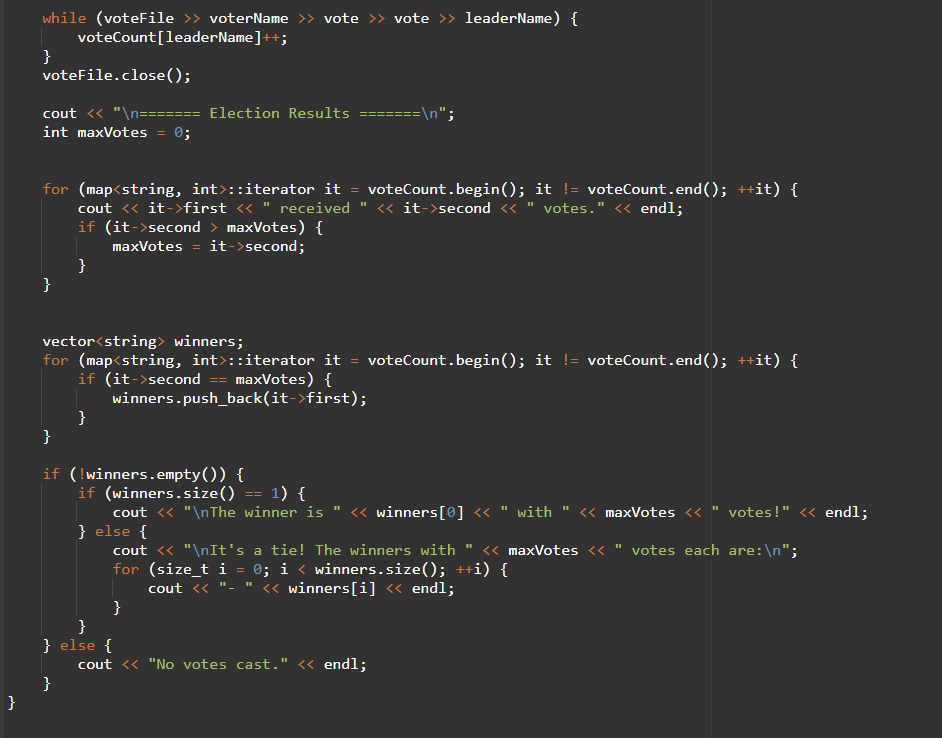 while (voteFile >> voterName >> vote >> vote >> leaderName) {
voteCount[leaderName]++;
}
voteFile.close();
cout << "\n======= Election Results =======\n";
int maxVotes = 0;
for (map<string, int>::iterator it = voteCount.begin(); it != voteCount.end(); ++it) {
cout << it->first << " received " << it->second << " votes." << endl;
if (it->second > maxVotes) {
maxVotes = it->second;
}
}
vector<string> winners;
for (map<string, int>::iterator it = voteCount.begin(); it != voteCount.end(); ++it) {
if (it->second == maxVotes) {
winners.push_back(it->first);
}
}
if (!winners.empty()) {
if (winners.size() == 1) {
cout << "\nThe winner is " << winners[0] << " with " << maxVotes << " votes!" << endl;
} else {
cout << "\nIt's a tie! The winners with " << maxVotes << " votes each are:\n";
for (size_t i = 0; i < winners.size(); ++i) {
cout << "- " << winners[i] << endl;
}
}
} else {
cout << "No votes cast." << endl;
}
}